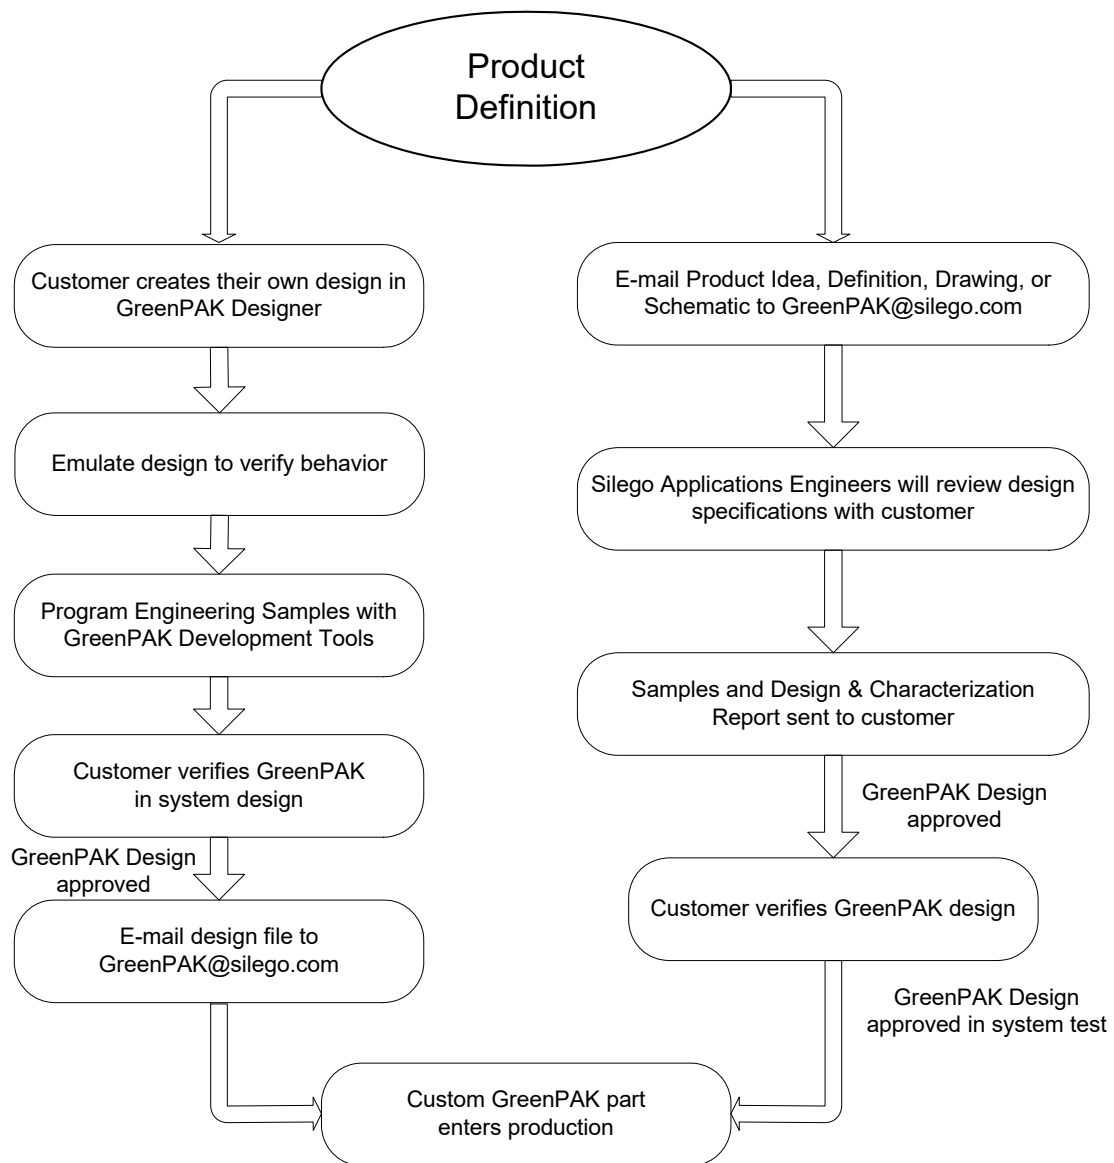 Product
Definition
Customer creates their own design in
GreenPAK Designer
Emulate design to verify behavior
Program Engineering Samples with
GreenPAK Development Tools
Customer verifies GreenPAK
in system design
GreenPAK Design
approved
E-mail design file to
GreenPAK@silego.com
E-mail Product Idea, Definition, Drawing, or
Schematic to GreenPAK@silego.com
Silego Applications Engineers will review design
specifications with customer
Samples and Design & Characterization
Report sent to customer
GreenPAK Design
approved
Customer verifies GreenPAK design
GreenPAK Design
approved in system test
Custom GreenPAK part
enters production